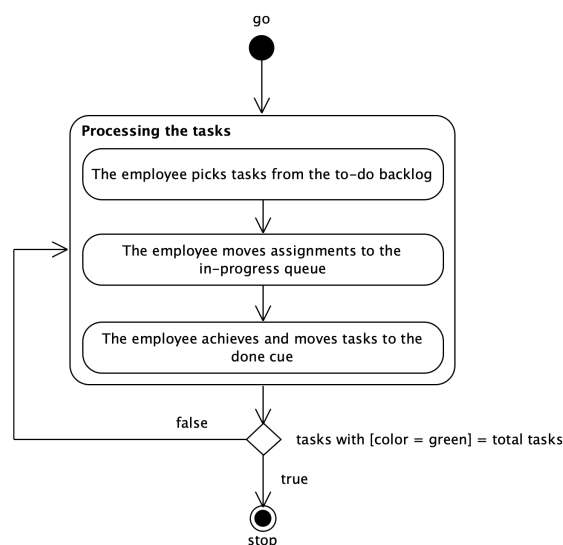 go
Processing the tasks
The employee picks tasks from the to-do backlog
The employee moves assignments to the
in-progress queue
The employee achieves and moves tasks to the
done cue
false
tasks with [color = green] = total tasks
true
stop